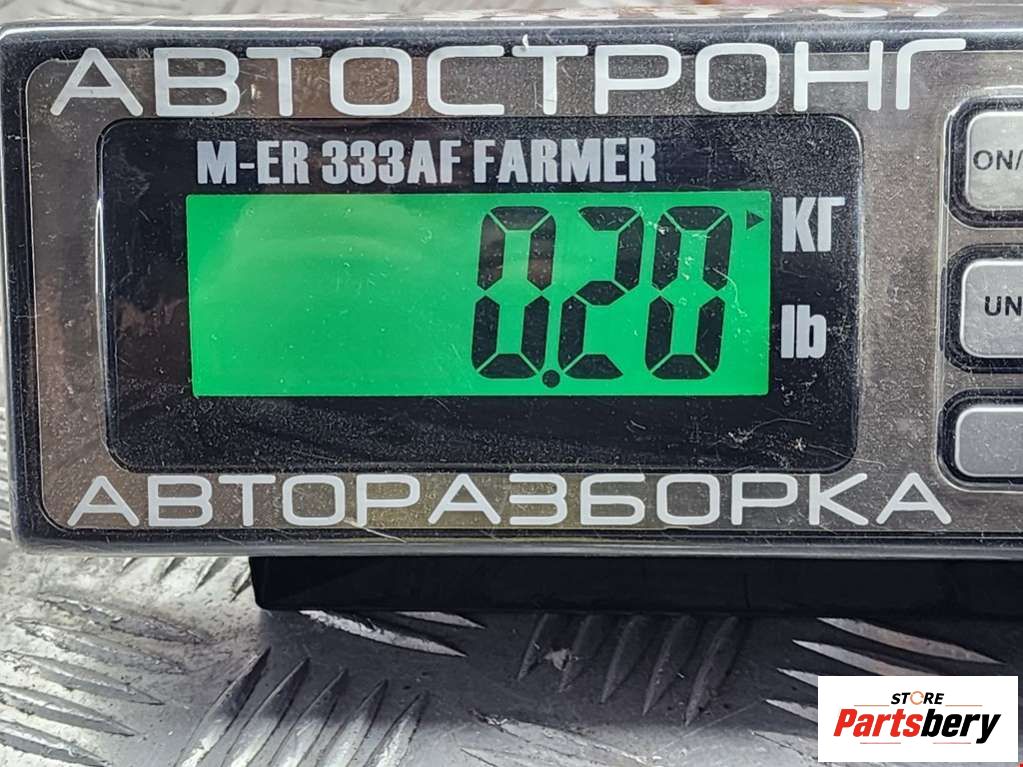 АВТОСТРОНГ
M-ER 333AF FARMER
0.20
КГ
lb
ON/
UN
АВТОРАЗБОРКА
STORE
Partsbery